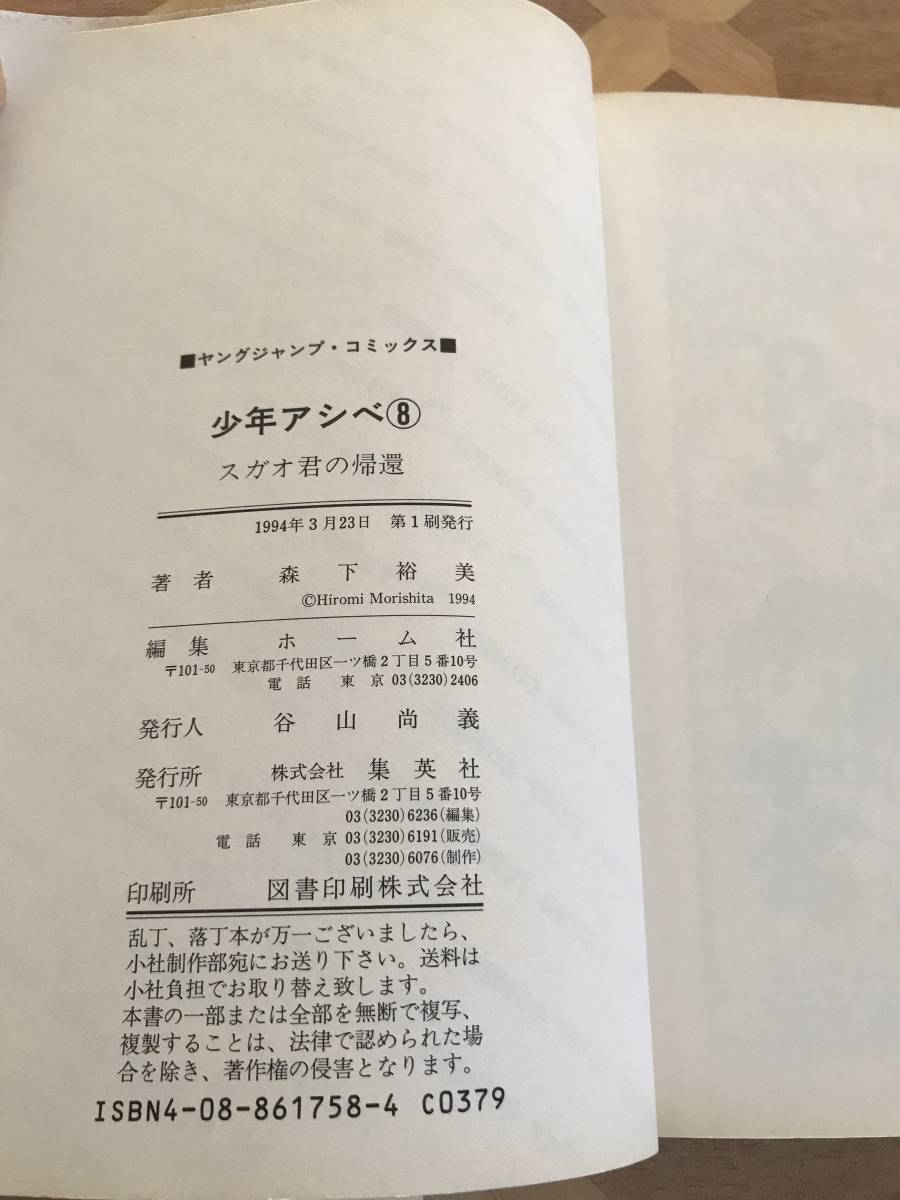 ■ヤングジャンプ・コミックス■
少年アシベ⑧
スガオ君の帰還
1994年3月23日 第1刷発行
著者 森下裕美
©Hiromi Morishita 1994
編集 ホーム社
〒101-50 東京都千代田区一ツ橋2丁目5番10号
電話 東京 03(3230)2406
発行人 谷山尚義
発行所 株式会社 集英社
〒101-50 東京都千代田区一ツ橋2丁目5番10号
03(3230)6236(編集)
電話 東京 03(3230)6191(販売)
03(3230)6076(制作)
印刷所 図書印刷株式会社
乱丁、落丁本が万一ございましたら、
小社制作部宛にお送り下さい。送料は
小社負担でお取り替え致します。
本書の一部または全部を無断で複写、
複製することは、法律で認められた場
合を除き、著作権の侵害となります。
ISBN4-08-861758-4 C0379